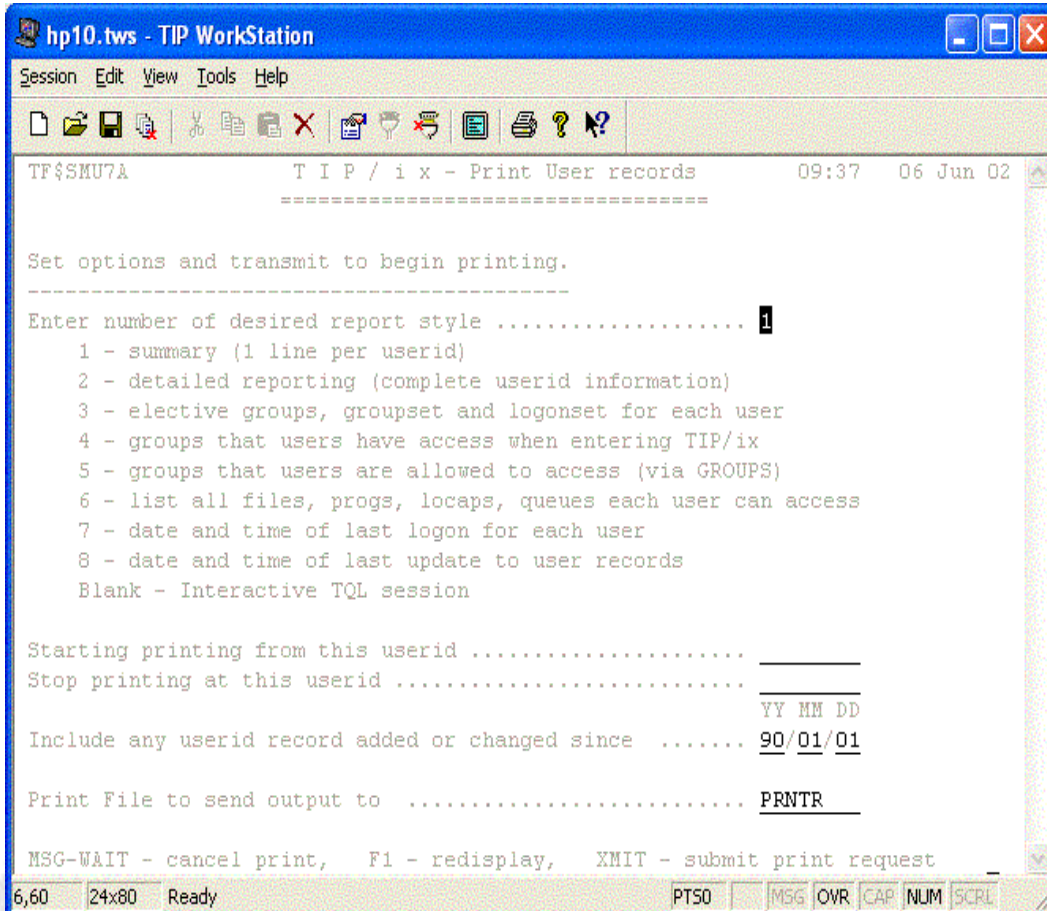 hp10.tws - TIP WorkStation
Session Edit View Tools Help
TF$SMU7A T I P / i x - Print User records 09:37 06 Jun 02
==================================
Set options and transmit to begin printing.
-------------------------------------------
Enter number of desired report style .................... 1
1 - summary (1 line per userid)
2 - detailed reporting (complete userid information)
3 - elective groups, groupset and logonset for each user
4 - groups that users have access when entering TIP/ix
5 - groups that users are allowed to access (via GROUPS)
6 - list all files, progs, locaps, queues each user can access
7 - date and time of last logon for each user
8 - date and time of last update to user records
Blank - Interactive TQL session
Starting printing from this userid ...................... ________
Stop printing at this userid ............................ ________
YY MM DD
Include any userid record added or changed since ....... 90/01/01
Print File to send output to ........................... PRNTR
MSG-WAIT - cancel print, F1 - redisplay, XMIT - submit print request _
6,60 24x80 Ready PT50 MSG OVR CAP NUM SCRL